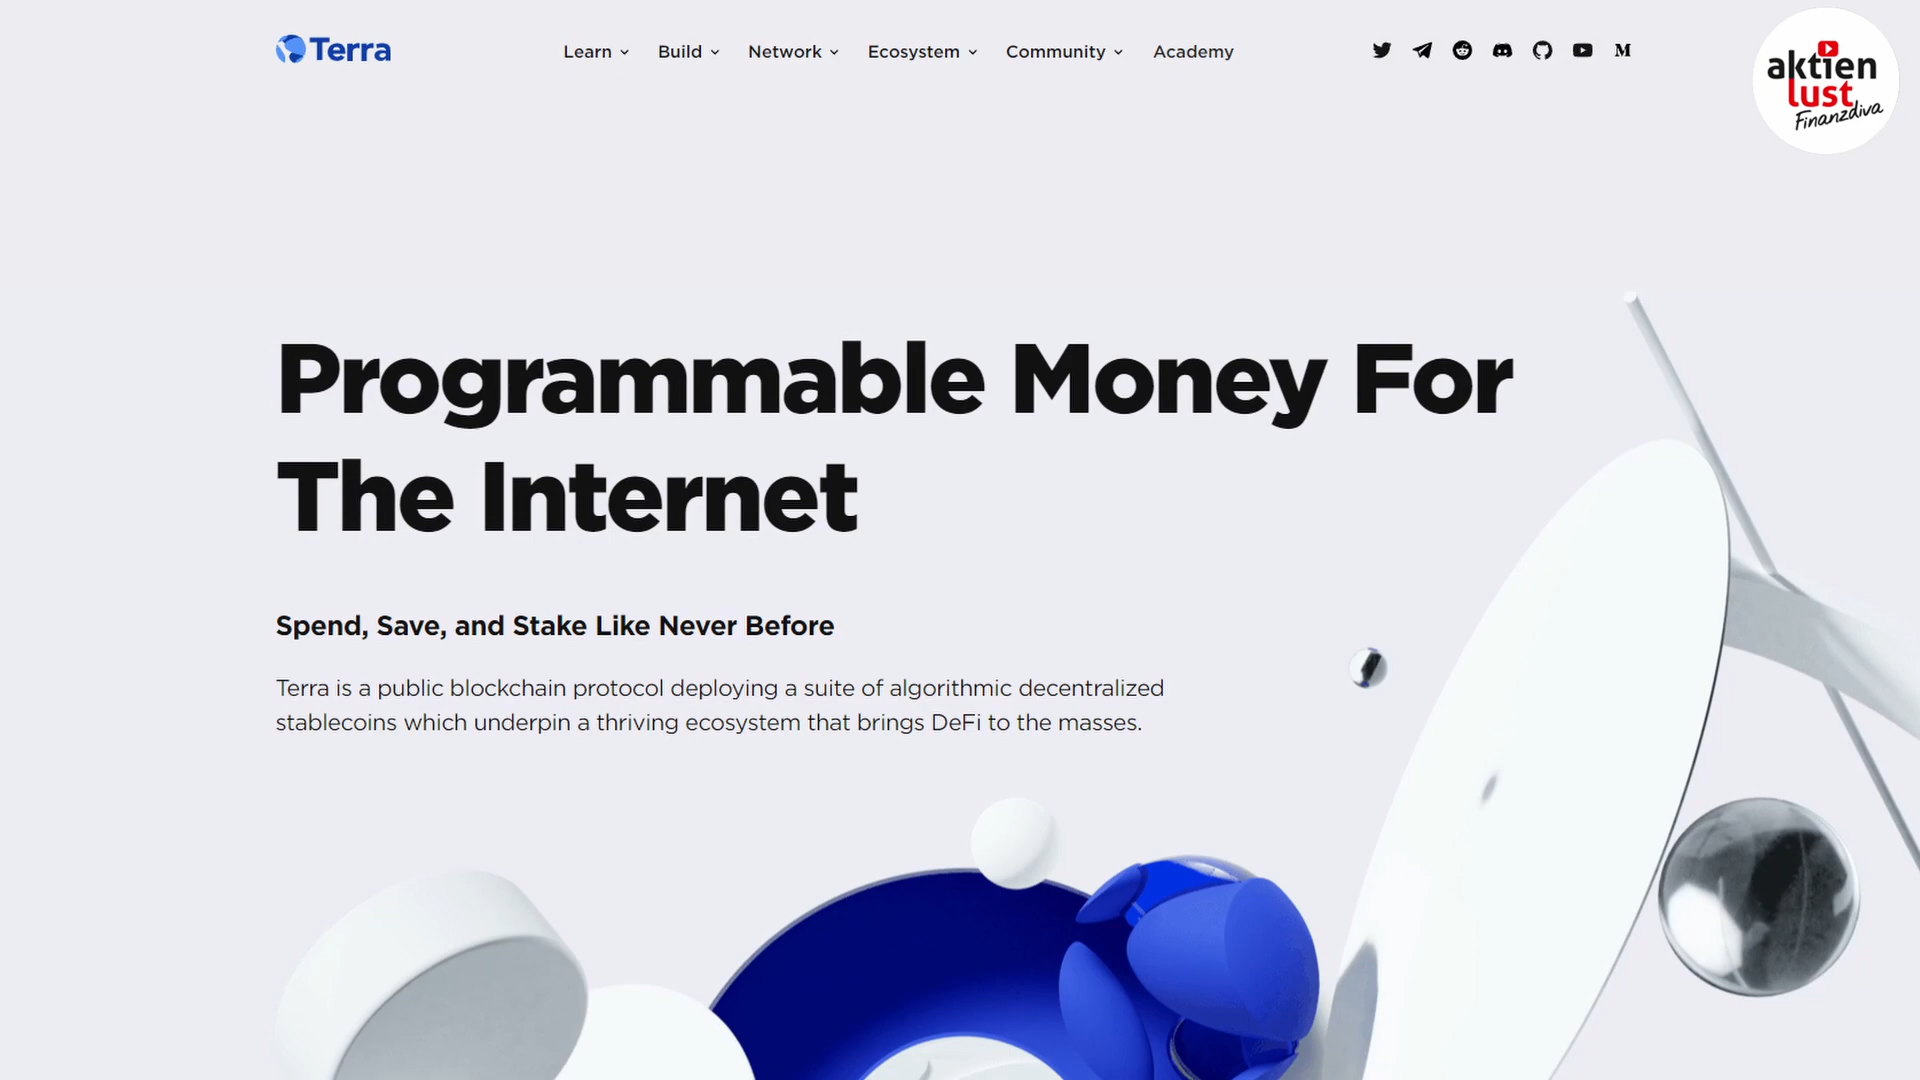 Terra
Learn
Build
Network
Ecosystem
Community
Academy
M
aktien
lust
Finanzdiva
Programmable Money For
The Internet
Spend, Save, and Stake Like Never Before
Terra is a public blockchain protocol deploying a suite of algorithmic decentralized
stablecoins which underpin a thriving ecosystem that brings DeFi to the masses.